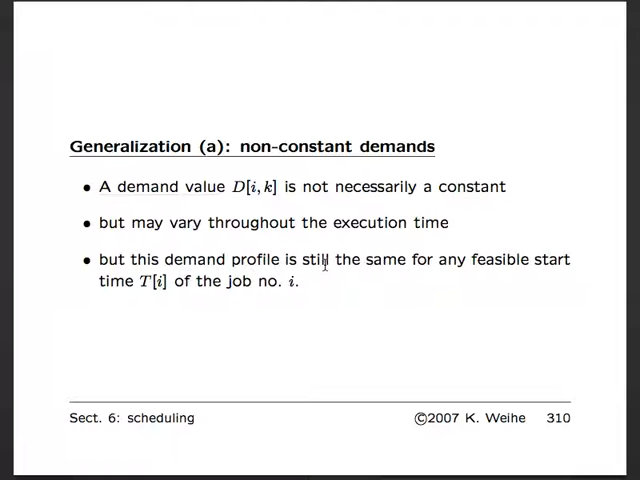 Generalization (a): non-constant demands
• A demand value D[i, k] is not necessarily a constant
• but may vary throughout the execution time
• but this demand profile is still the same for any feasible start
time T[i] of the job no. i.
Sect. 6: scheduling ©2007 K. Weihe 310